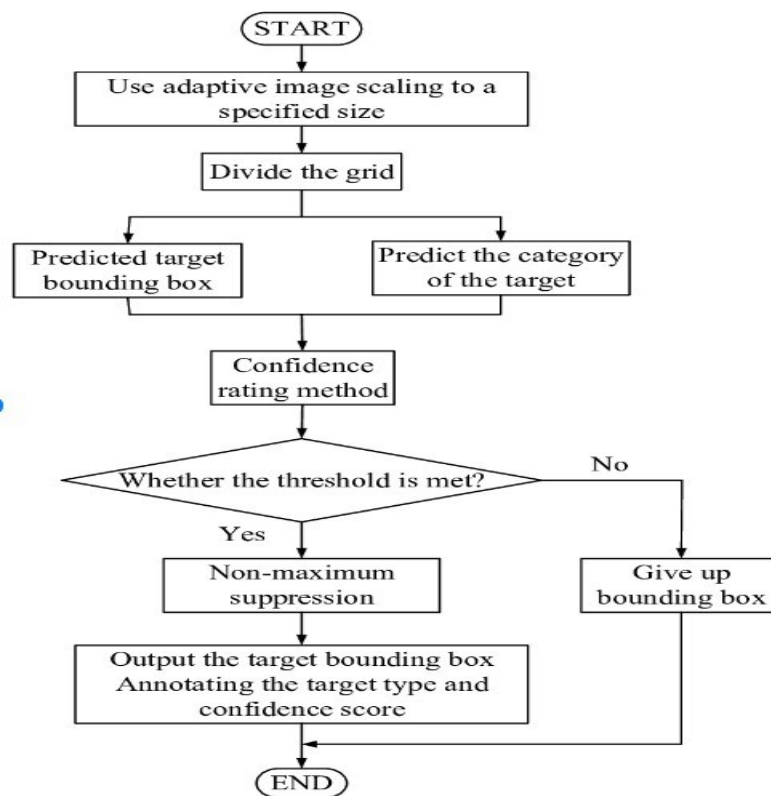 START
Use adaptive image scaling to a
specified size
Divide the grid
Predicted target
bounding box
Predict the category
of the target
Confidence
rating method
Whether the threshold is met?
No
Yes
Non-maximum
suppression
Give up
bounding box
Output the target bounding box
Annotating the target type and
confidence score
END